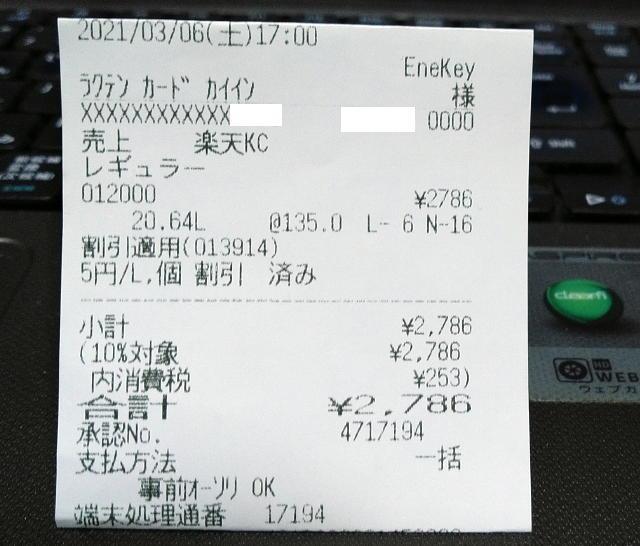 2021/03/06(土)17:00
EneKey
ラクテン カード カイイン 様
XXXXXXXXXXXX 0000
売上 楽天KC
レギュラー
012000 ¥2786
20.64L @135.0 L- 6 N-16
割引適用(013914)
5円/L,個 割引 済み
小計 ¥2,786
(10%対象 ¥2,786
内消費税 ¥253)
合計 ¥2,786
承認No. 4717194
支払方法 一括
事前オーソリ OK
端末処理通番 17194
clear.fi
HD
WEB
ウェブカ